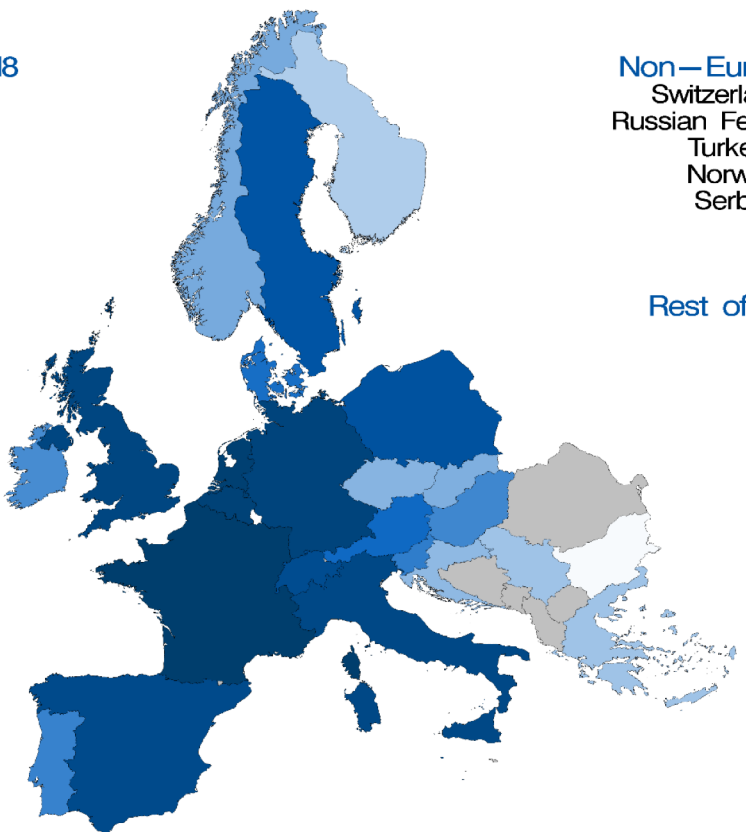 Non—Eur
Switzerla
Russian Fe
Turke
Norw
Serb
Rest of